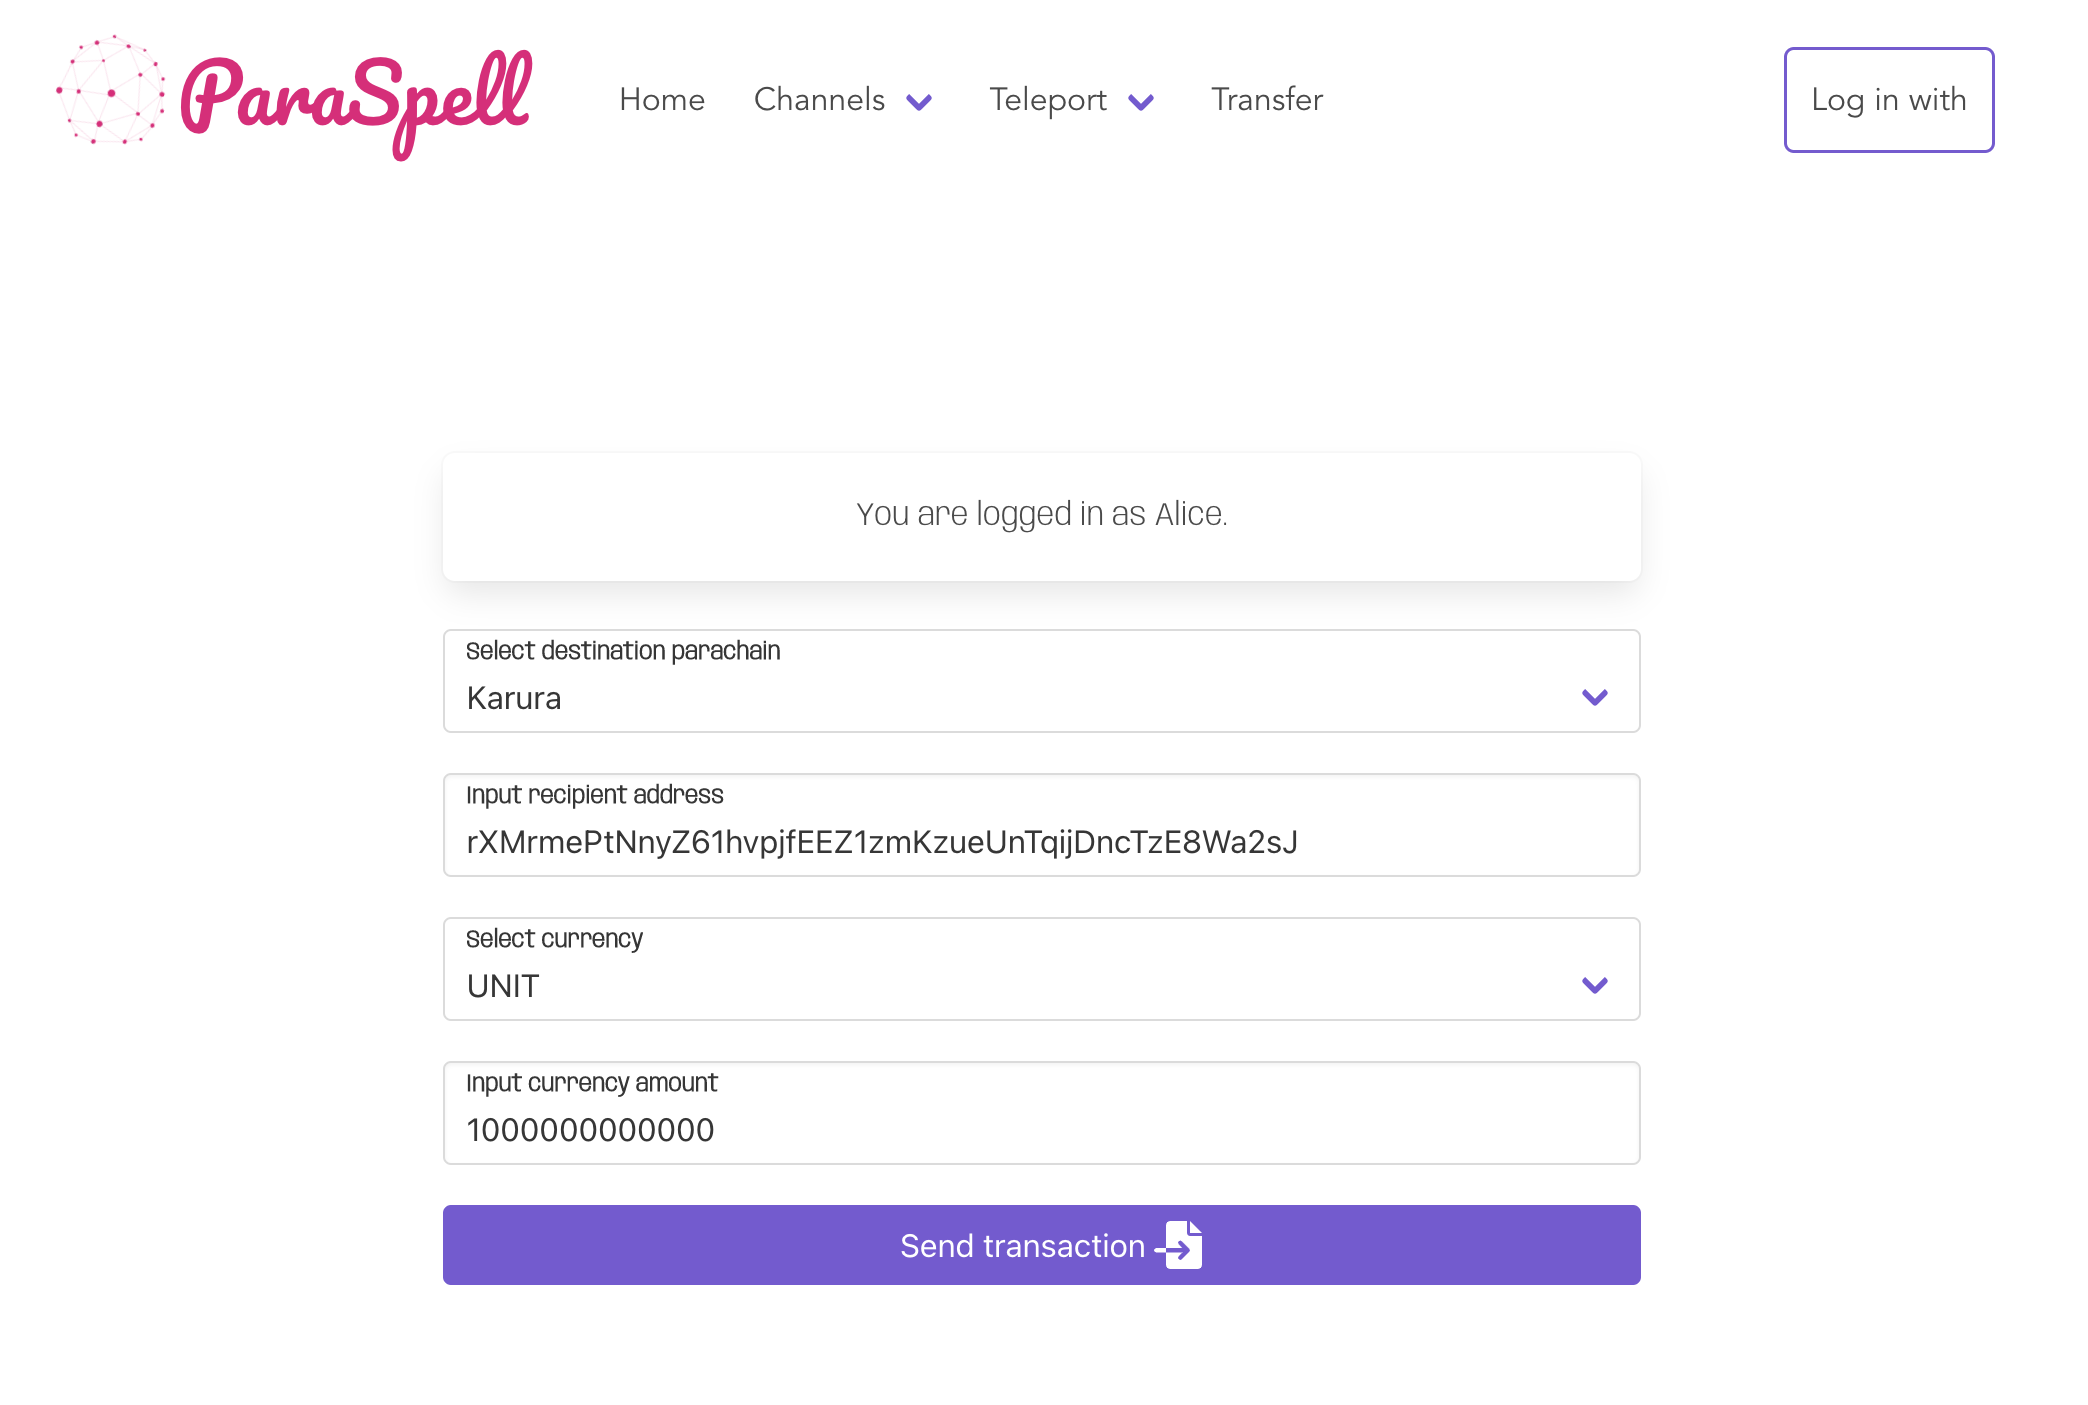 ParaSpell
Home Channels Teleport Transfer Log in with
You are logged in as Alice.
Select destination parachain
Karura
Input recipient address
rXMrmePtNnyZ61hvpjfEEZ1zmKzueUnTqijDncTzE8Wa2sJ
Select currency
UNIT
Input currency amount
1000000000000
Send transaction